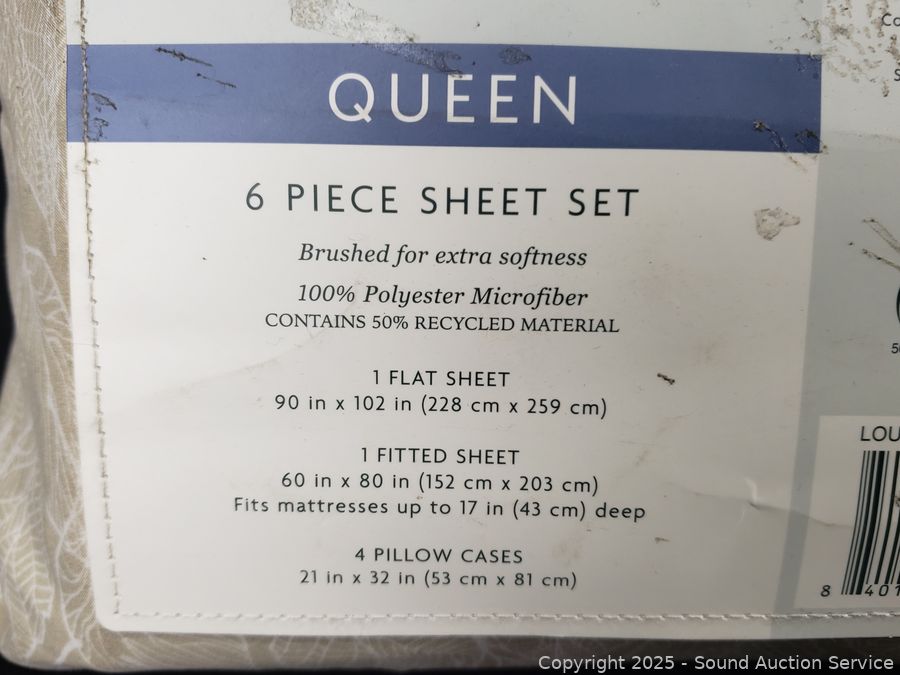 QUEEN
6 PIECE SHEET SET
Brushed for extra softness
100% Polyester Microfiber
CONTAINS 50% RECYCLED MATERIAL
1 FLAT SHEET
90 in x 102 in (228 cm x 259 cm)
1 FITTED SHEET
60 in x 80 in (152 cm x 203 cm)
Fits mattresses up to 17 in (43 cm) deep
4 PILLOW CASES
21 in x 32 in (53 cm x 81 cm)
LOU
8 401
Copyright 2025 - Sound Auction Service